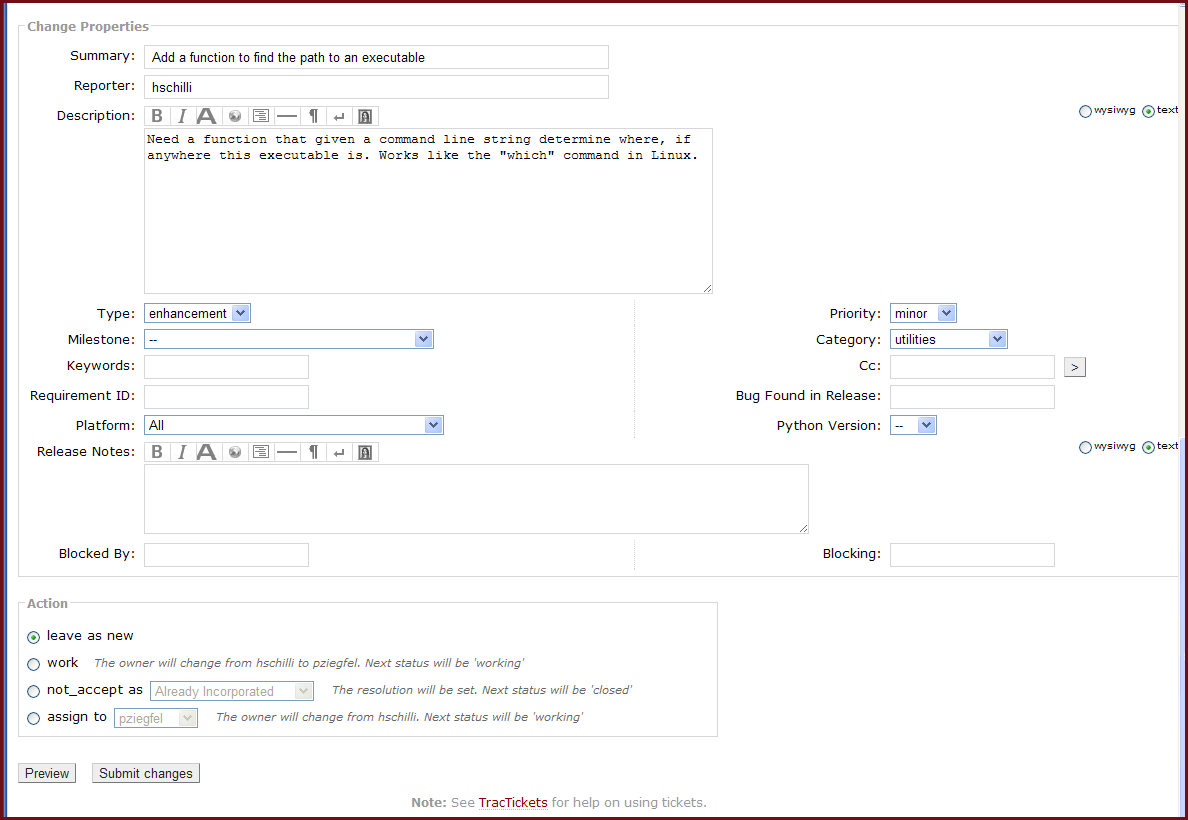 Change Properties
Summary: Add a function to find the path to an executable
Reporter: hschilli
Description: B I A ¶ ↵ wysiwyg text
Need a function that given a command line string determine where, if
anywhere this executable is. Works like the "which" command in Linux.
Type: enhancement Priority: minor
Milestone: -- Category: utilities
Keywords: Cc: >
Requirement ID: Bug Found in Release:
Platform: All Python Version: --
Release Notes: B I A ¶ ↵ wysiwyg text
Blocked By: Blocking:
Action
leave as new
work The owner will change from hschilli to pziegfel. Next status will be 'working'
not_accept as Already Incorporated The resolution will be set. Next status will be 'closed'
assign to pziegfel The owner will change from hschilli. Next status will be 'working'
Preview Submit changes
Note: See TracTickets for help on using tickets.